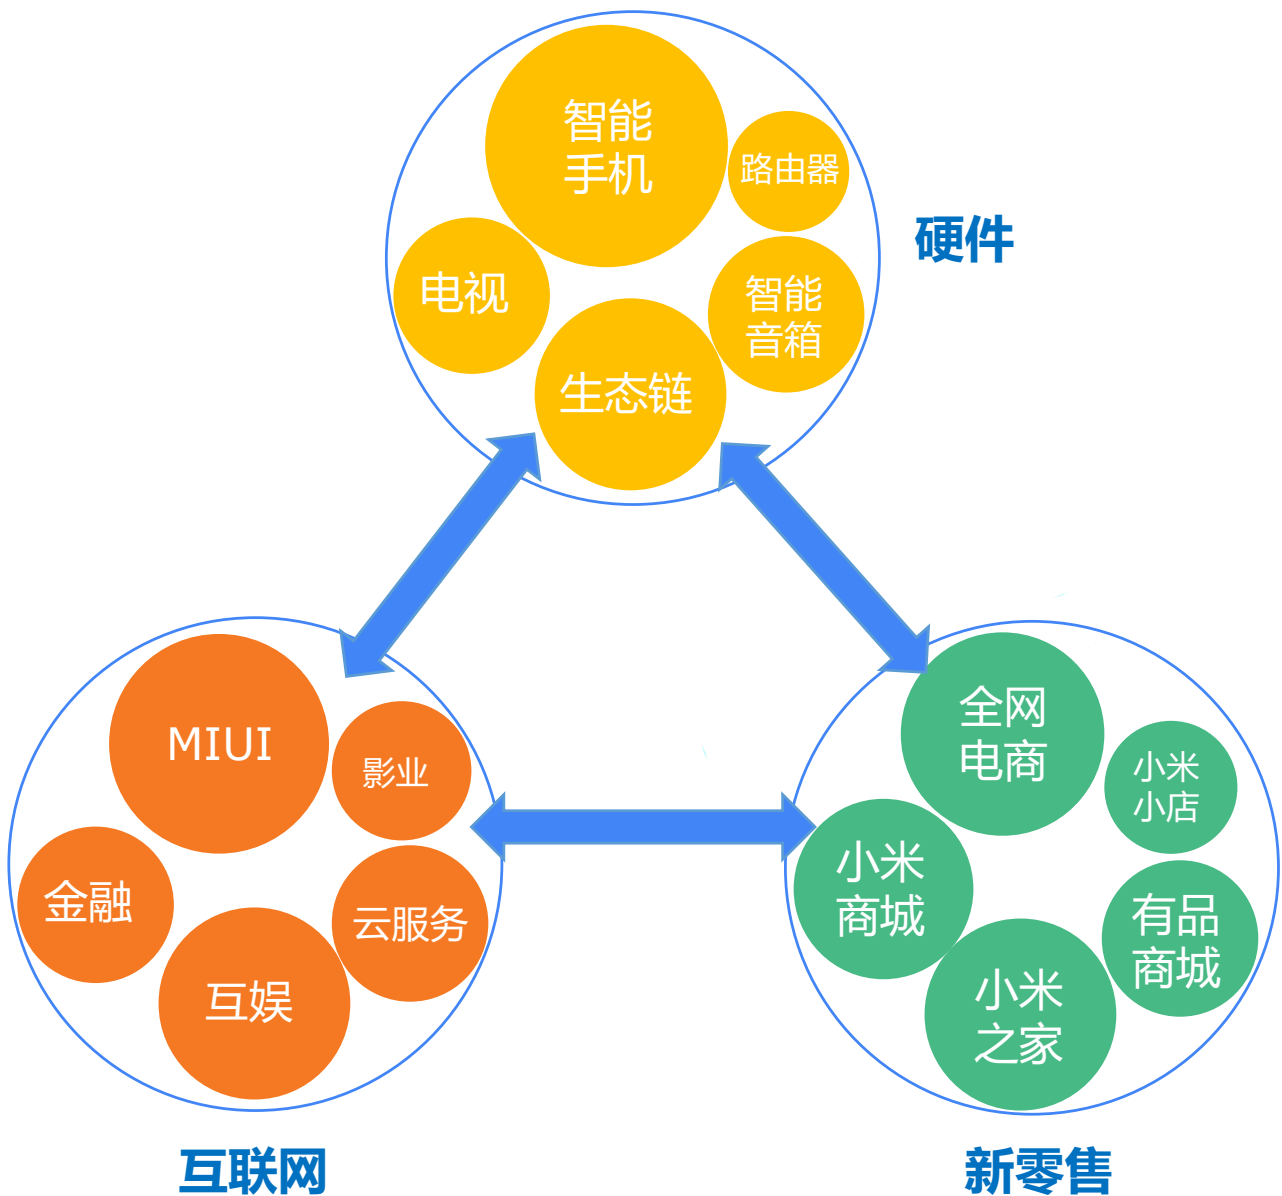 智能
手机
路由器
硬件
电视
智能
音箱
生态链
MIUI
影业
金融
云服务
互娱
互联网
全网
电商
小米
小店
小米
商城
有品
商城
小米
之家
新零售